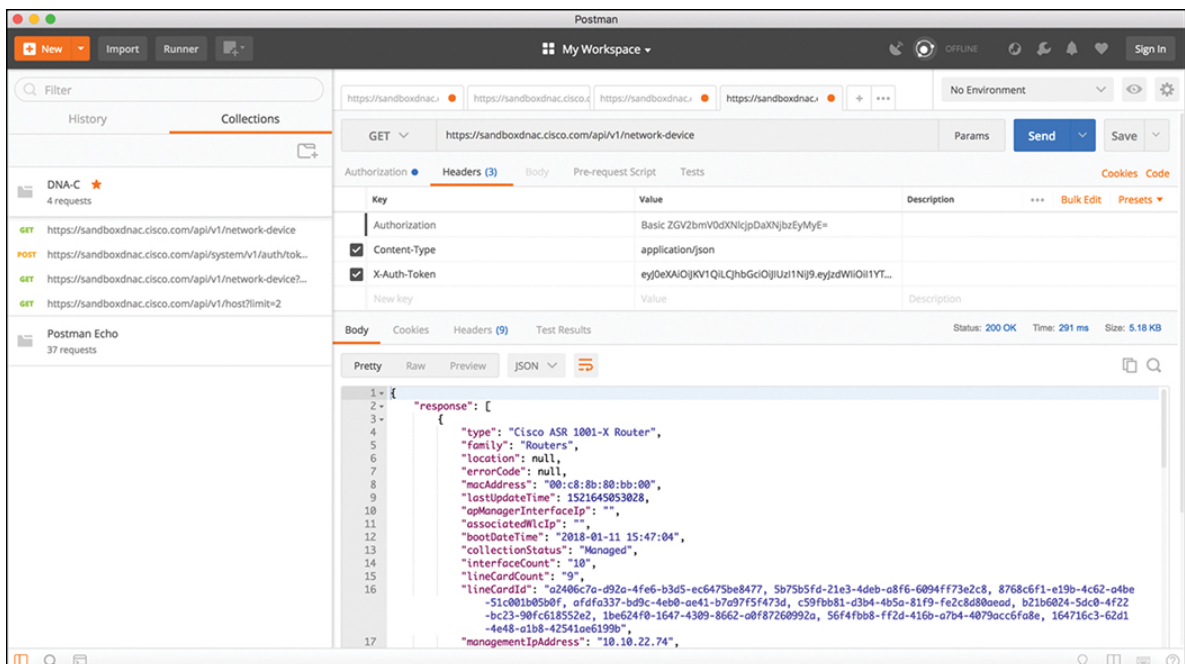 Postman
New
Import
Runner
My Workspace
OFFLINE
Sign In
Filter
History
Collections
DNA-C
4 requests
GET https://sandboxdnac.cisco.com/api/v1/network-device
POST https://sandboxdnac.cisco.com/api/system/v1/auth/tok...
GET https://sandboxdnac.cisco.com/api/v1/network-device?...
GET https://sandboxdnac.cisco.com/api/v1/host?limit=2
Postman Echo
37 requests
https://sandboxdnac.
https://sandboxdnac.cisco.c
https://sandboxdnac.
https://sandboxdnac.
No Environment
GET https://sandboxdnac.cisco.com/api/v1/network-device Params Send Save
Authorization Headers (3) Body Pre-request Script Tests Cookies Code
Key Value Description Bulk Edit Presets
Authorization Basic ZGV2bmV0dXNlcjpDaXNjbzEyMyE=
Content-Type application/json
X-Auth-Token eyJ0eXAiOiJKV1QiLCJhbGciOiJIUzI1NiJ9.eyJzdWIiOiI1YT...
New key Value Description
Body Cookies Headers (9) Test Results Status: 200 OK Time: 291 ms Size: 5.18 KB
Pretty Raw Preview JSON
1 {
2 "response": [
3 {
4 "type": "Cisco ASR 1001-X Router",
5 "family": "Routers",
6 "location": null,
7 "errorCode": null,
8 "macAddress": "00:c8:8b:80:bb:00",
9 "lastUpdateTime": 1521645053028,
10 "apManagerInterfaceIp": "",
11 "associatedWlcIp": "",
12 "bootDateTime": "2018-01-11 15:47:04",
13 "collectionStatus": "Managed",
14 "interfaceCount": "10",
15 "lineCardCount": "9",
16 "lineCardId": "a2406c7a-d92a-4fe6-b3d5-ec6475be8477, 5b75b5fd-21e3-4deb-a8f6-6094ff73e2c8, 8768c6f1-e19b-4c62-a4be
-51c001b05b0f, afdfa337-bd9c-4eb0-ae41-b7a97f5f473d, c59fbb81-d3b4-4b5a-81f9-fe2c8d80aead, b21b6024-5dc0-4f22
-bc23-90fc618552e2, 1be624f0-1647-4309-8662-a0f87260992a, 56f4fbb8-ff2d-416b-a7b4-4079acc6fa8e, 164716c3-62d1
-4e48-a1b8-42541ae6199b",
17 "managementIpAddress": "10.10.22.74",